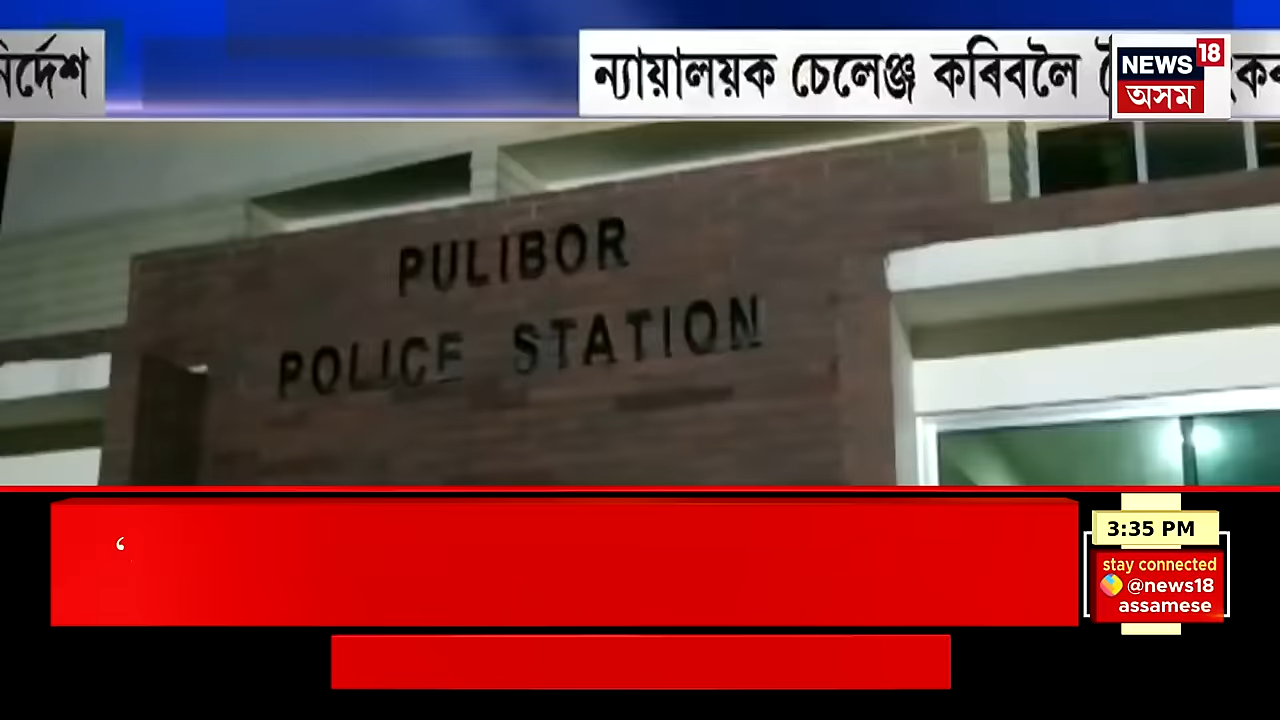 নিৰ্দেশ
ন্যায়ালয়ক চেলেঞ্জ কৰিবলৈ
NEWS 18
অসম
PULIBOR
POLICE STATION
‘
3:35 PM
stay connected
@news18
assamese